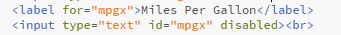 <label for="mpgx">Miles Per Gallon</label>
<input type="text" id="mpgx" disabled><br>